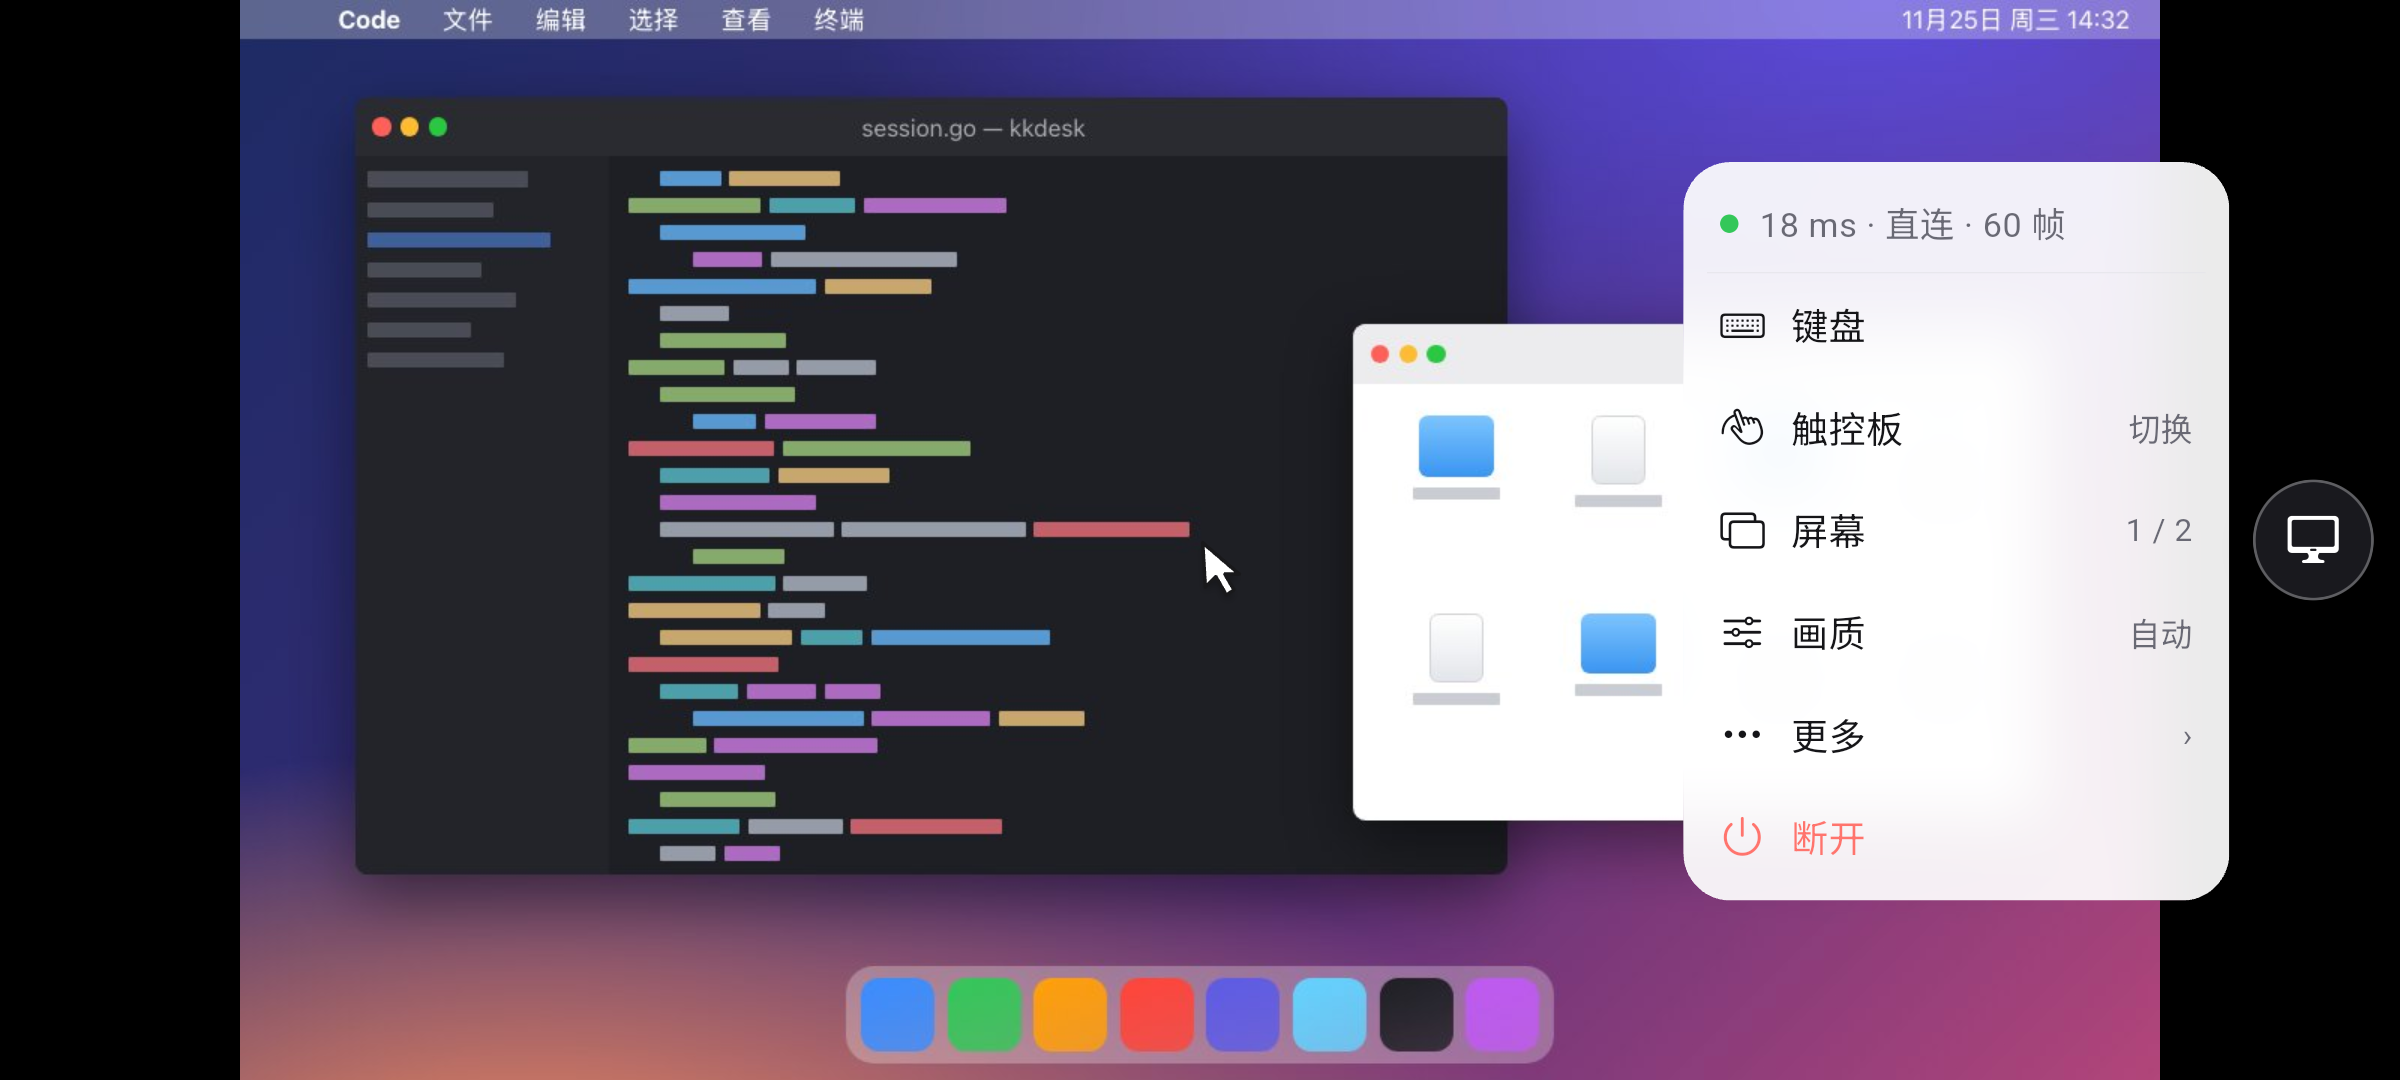 Code 文件 编辑 选择 查看 终端 11月25日 周三 14:32
session.go — kkdesk
18 ms · 直连 · 60 帧
键盘
触控板 切换
屏幕 1 / 2
画质 自动
更多 ›
断开